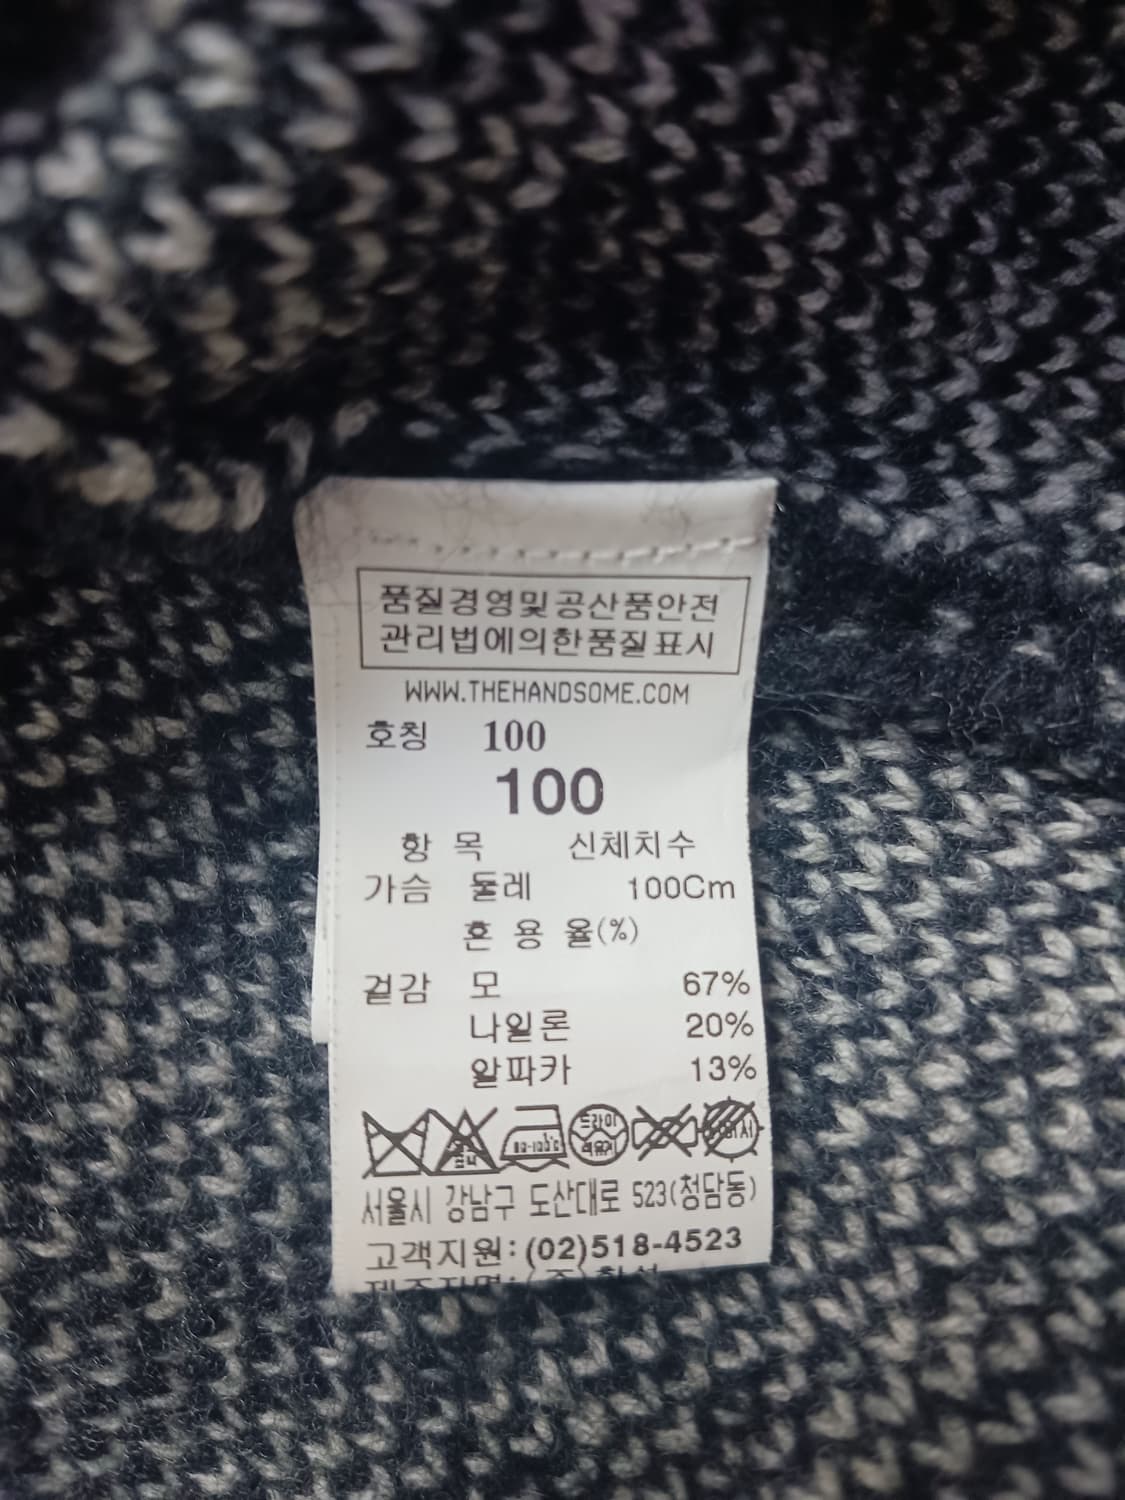 품질경영및공산품안전
관리법에의한품질표시
WWW.THEHANDSOME.COM
호칭 100
100
항 목 신체치수
가슴 둘레 100Cm
혼 용 율(%)
겉감 모 67%
나일론 20%
알파카 13%
드라이
서울시 강남구 도산대로 523(청담동)
고객지원: (02)518-4523